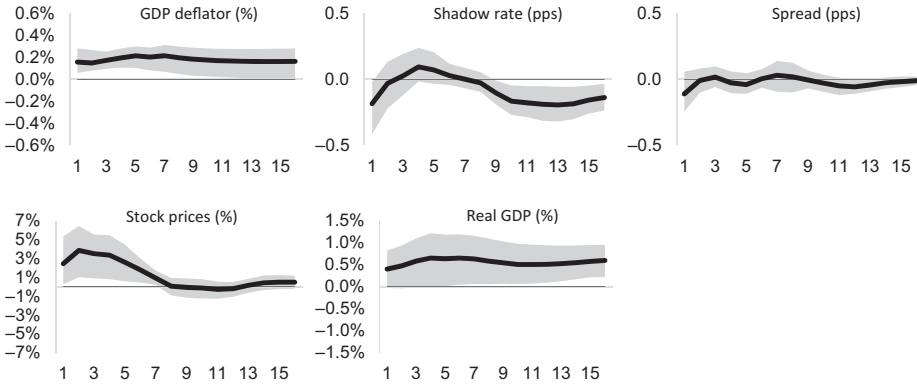 GDP deflator (%)
0.6%
0.4%
0.2%
0.0%
–0.2%
–0.4%
–0.6%
1 3 5 7 9 11 13 15
Shadow rate (pps)
0.5
0.0
–0.5
1 3 5 7 9 11 13 15
Spread (pps)
0.5
0.0
–0.5
1 3 5 7 9 11 13 15
Stock prices (%)
7%
5%
3%
1%
–1%
–3%
–5%
–7%
1 3 5 7 9 11 13 15
Real GDP (%)
1.5%
1.0%
0.5%
0.0%
–0.5%
–1.0%
–1.5%
1 3 5 7 9 11 13 15